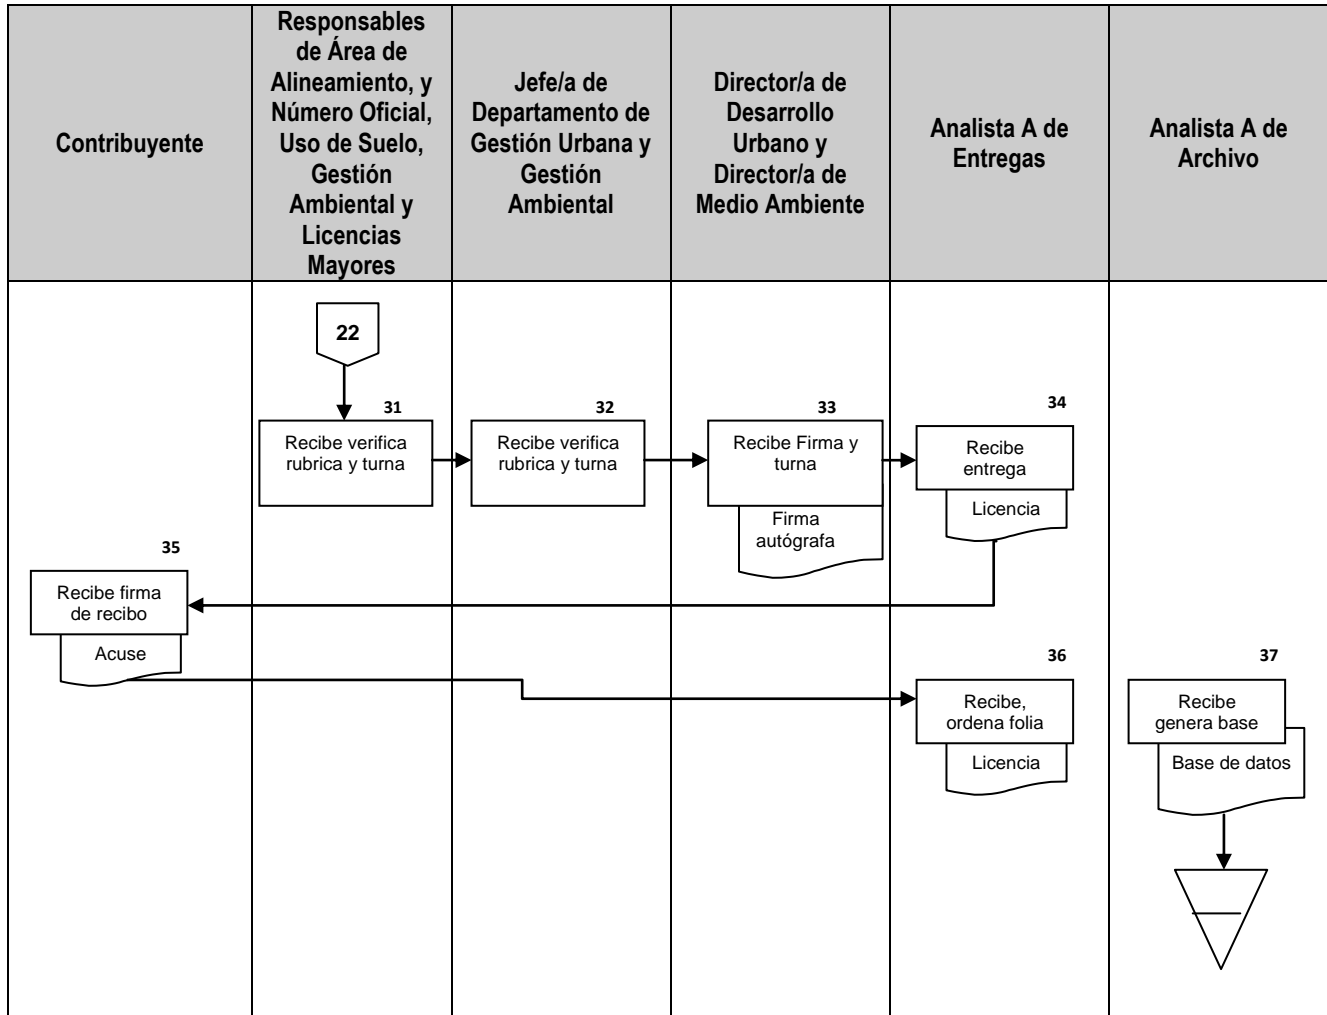 Contribuyente
Responsables
de Área de
Alineamiento, y
Número Oficial,
Uso de Suelo,
Gestión
Ambiental y
Licencias
Mayores
Jefe/a de
Departamento de
Gestión Urbana y
Gestión
Ambiental
Director/a de
Desarrollo
Urbano y
Director/a de
Medio Ambiente
Analista A de
Entregas
Analista A de
Archivo
22
31
Recibe verifica
rubrica y turna
32
Recibe verifica
rubrica y turna
33
Recibe Firma y
turna
Firma
autógrafa
34
Recibe
entrega
Licencia
35
Recibe firma
de recibo
Acuse
36
Recibe,
ordena folia
Licencia
37
Recibe
genera base
Base de datos